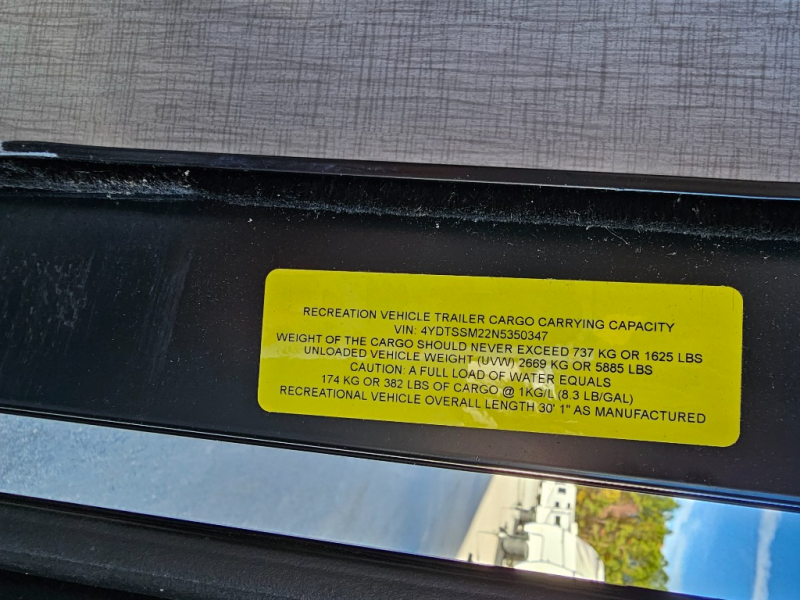 RECREATION VEHICLE TRAILER CARGO CARRYING CAPACITY
VIN: 4YDTSSM22N5350347
WEIGHT OF THE CARGO SHOULD NEVER EXCEED 737 KG OR 1625 LBS
UNLOADED VEHICLE WEIGHT (UVW) 2669 KG OR 5885 LBS
CAUTION: A FULL LOAD OF WATER EQUALS
174 KG OR 382 LBS OF CARGO @ 1KG/L (8.3 LB/GAL)
RECREATIONAL VEHICLE OVERALL LENGTH 30' 1" AS MANUFACTURED